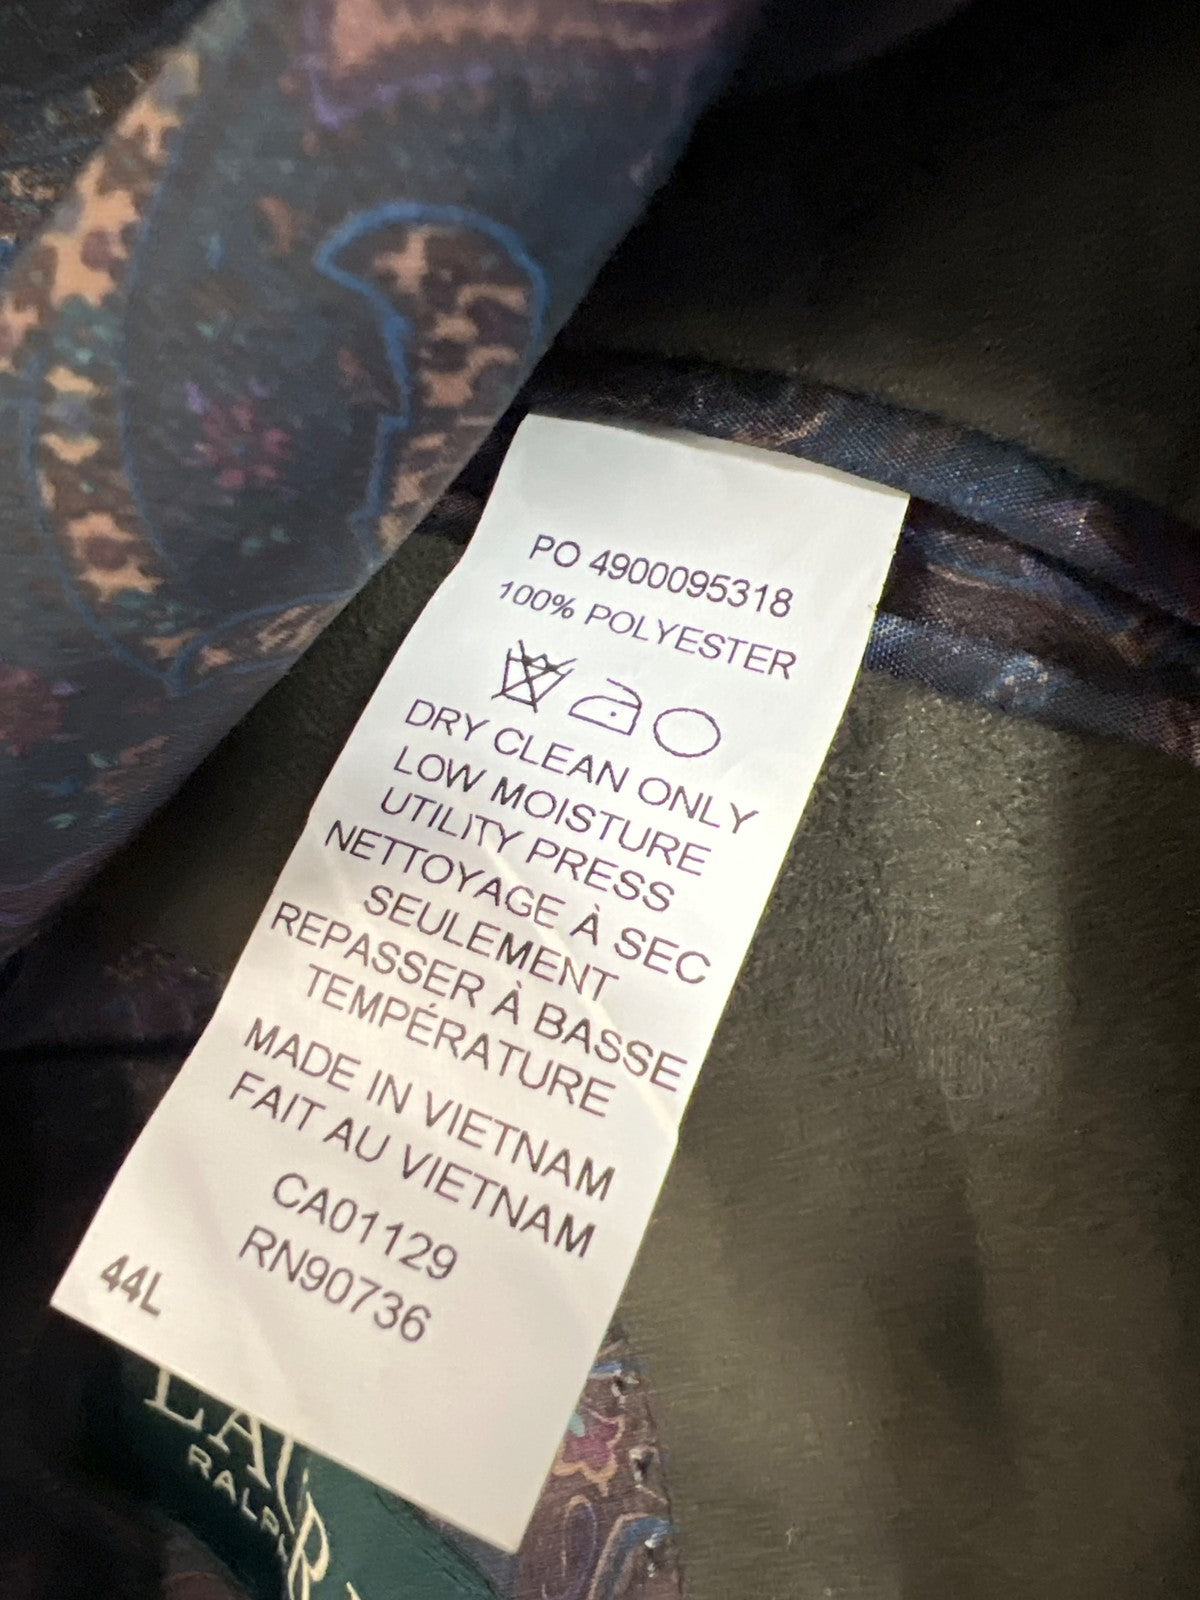 PO 4900095318
100% POLYESTER
DRY CLEAN ONLY
LOW MOISTURE
UTILITY PRESS
NETTOYAGE À SEC
SEULEMENT
REPASSER À BASSE
TEMPÉRATURE
MADE IN VIETNAM
FAIT AU VIETNAM
CA01129
RN90736
44L
LAUR
RALPH